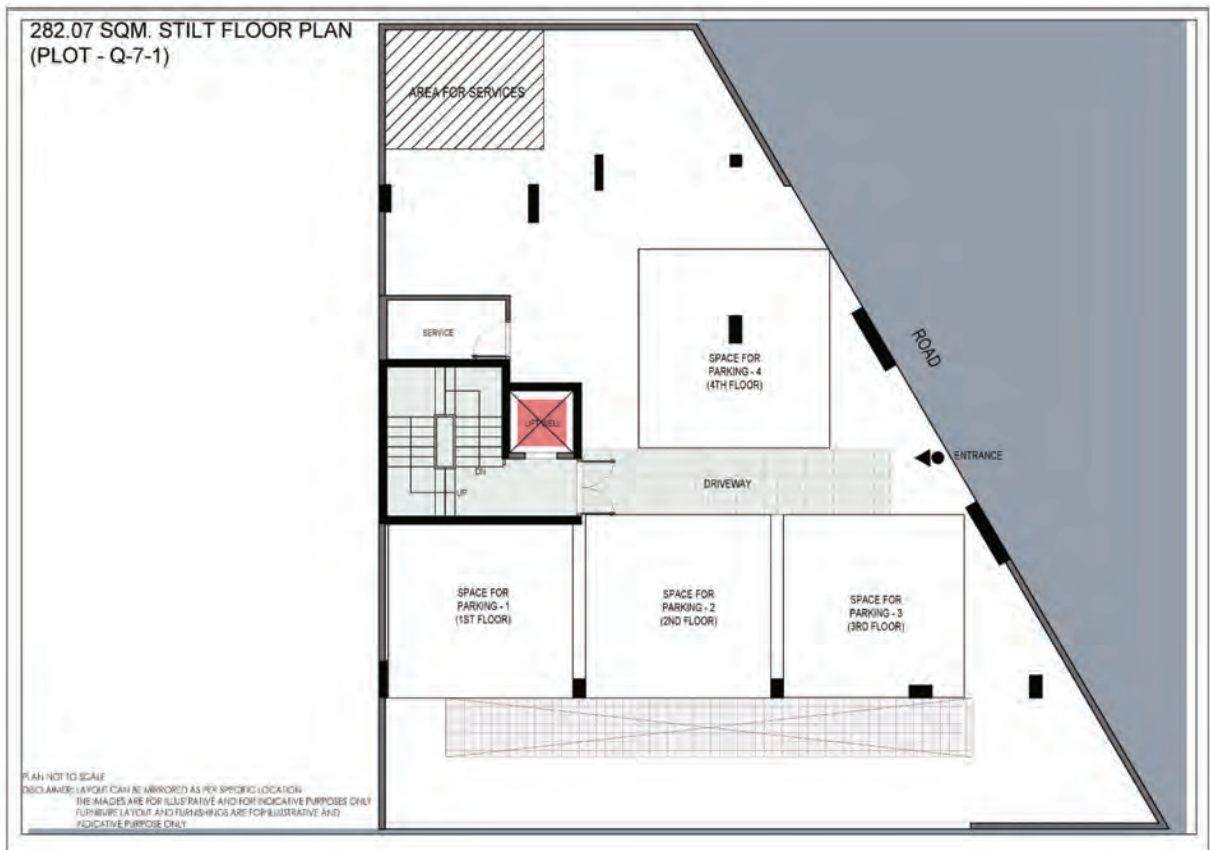 282.07 SQM. STILT FLOOR PLAN
(PLOT - Q-7-1)
AREA FOR SERVICES
SERVICE
SPACE FOR
PARKING - 4
(4TH FLOOR)
ROAD
LIFT WELL
ENTRANCE
DN
UP
DRIVEWAY
SPACE FOR
PARKING - 1
(1ST FLOOR)
SPACE FOR
PARKING - 2
(2ND FLOOR)
SPACE FOR
PARKING - 3
(3RD FLOOR)
PLAN NOT TO SCALE
DISCLAIMER: LAYOUT CAN BE MIRRORED AS PER SPECIFIC LOCATION
THE IMAGES ARE FOR ILLUSTRATIVE AND FOR INDICATIVE PURPOSES ONLY
FURNITURE LAYOUT AND FURNISHINGS ARE FOR ILLUSTRATIVE AND
INDICATIVE PURPOSE ONLY